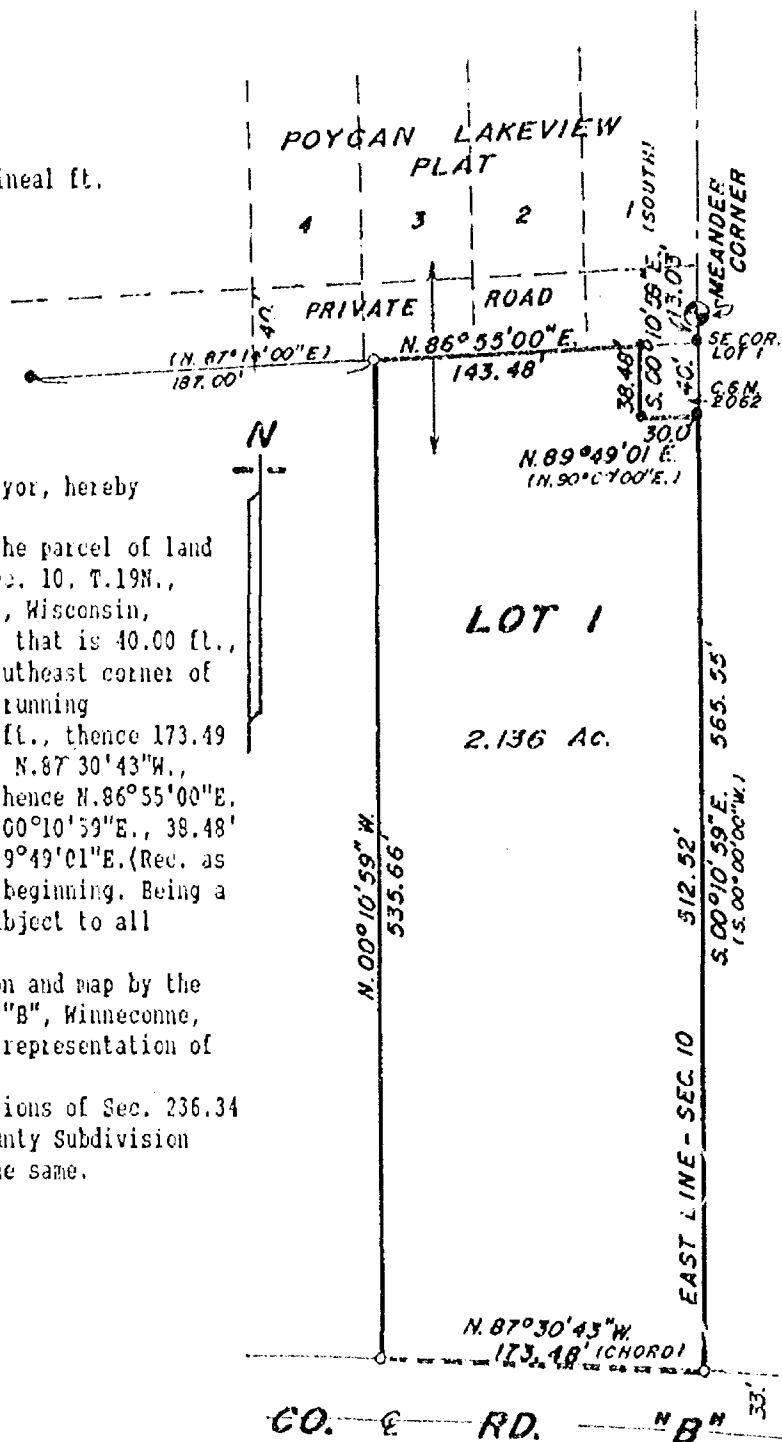 ineal ft.
POYGAN LAKEVIEW
PLAT
4 3 2 1
PRIVATE ROAD
40.
(SOUTH)
MEANDER
CORNER
(N. 87° 00"E)
187.00'
N. 86° 55'00"E.
143.48'
38.48'
S. 00° 10' 59" E.,
13.03
40.'
SE. COR.
LOT 1
2062
30.0
N. 89° 49'01 E.
(N. 90° 00"E.)
N
yor, hereby
he parcel of land
10, T.19N.,
, Wisconsin,
that is 40.00 ft.,
utheast corner of
running
ft., thence 173.49
N.87 30'43"W.,
hence N.86°55'00"E.
00°10'59"E., 38.48'
9°49'01"E.(Rec. as
beginning. Being a
bject to all
on and map by the
"B", Winneconne,
representation of
ions of Sec. 236.34
nty Subdivision
he same.
LOT 1
2.136 Ac.
N. 00° 10' 59" W.
535.66'
EAST LINE - SEC. 10
512.52'
565.55'
S. 00° 10' 59" E.
(S. 00° 00' 00" W.)
N. 87° 30' 43" W.
173.48' (CHORD)
33.'
CO. ℄ RD. "B"